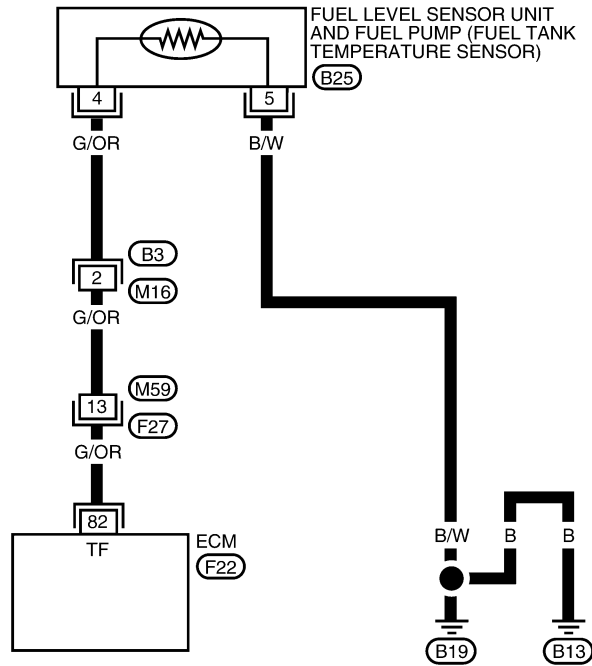 FUEL LEVEL SENSOR UNIT
AND FUEL PUMP (FUEL TANK
TEMPERATURE SENSOR)
B25
4
5
G/OR
B/W
B3
2
M16
G/OR
M59
13
F27
G/OR
82
TF
ECM
F22
B/W
B
B
B19
B13